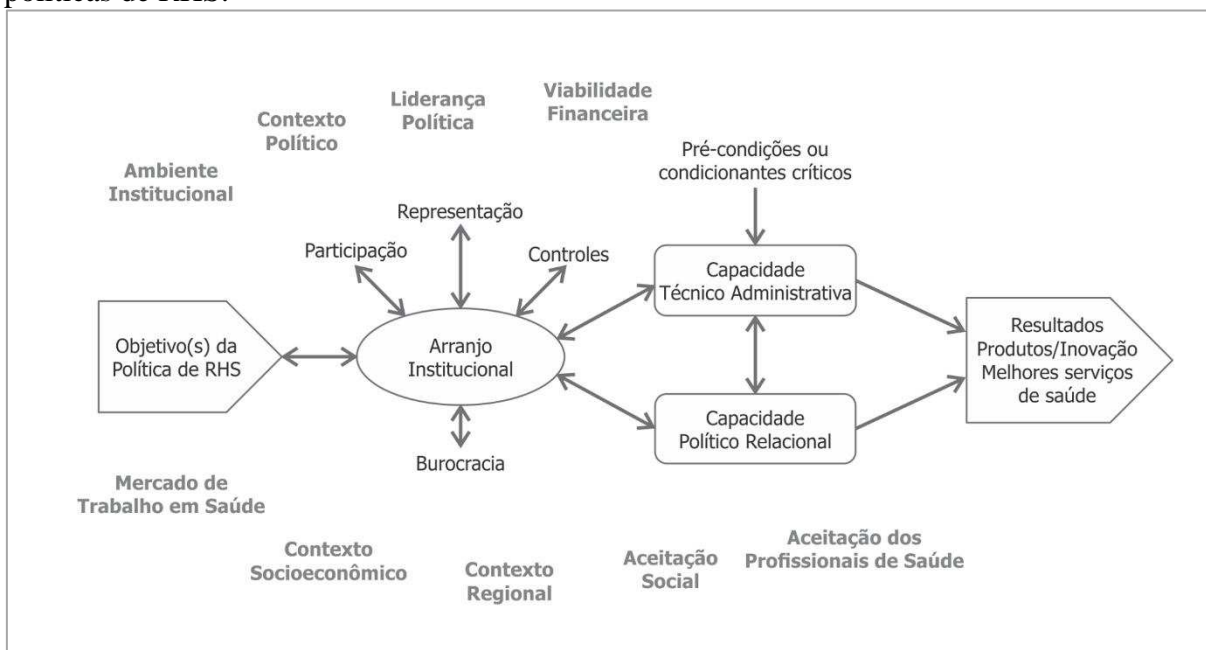 políticas de RHS.
Viabilidade
Financeira
Liderança
Política
Contexto
Político
Ambiente
Institucional
Pré-condições ou
condicionantes críticos
Representação
Participação
Controles
Capacidade
Técnico Administrativa
Objetivo(s) da
Política de RHS
Arranjo
Institucional
Resultados
Produtos/Inovação
Melhores serviços
de saúde
Capacidade
Político Relacional
Burocracia
Mercado de
Trabalho em Saúde
Contexto
Socioeconômico
Contexto
Regional
Aceitação
Social
Aceitação dos
Profissionais de Saúde